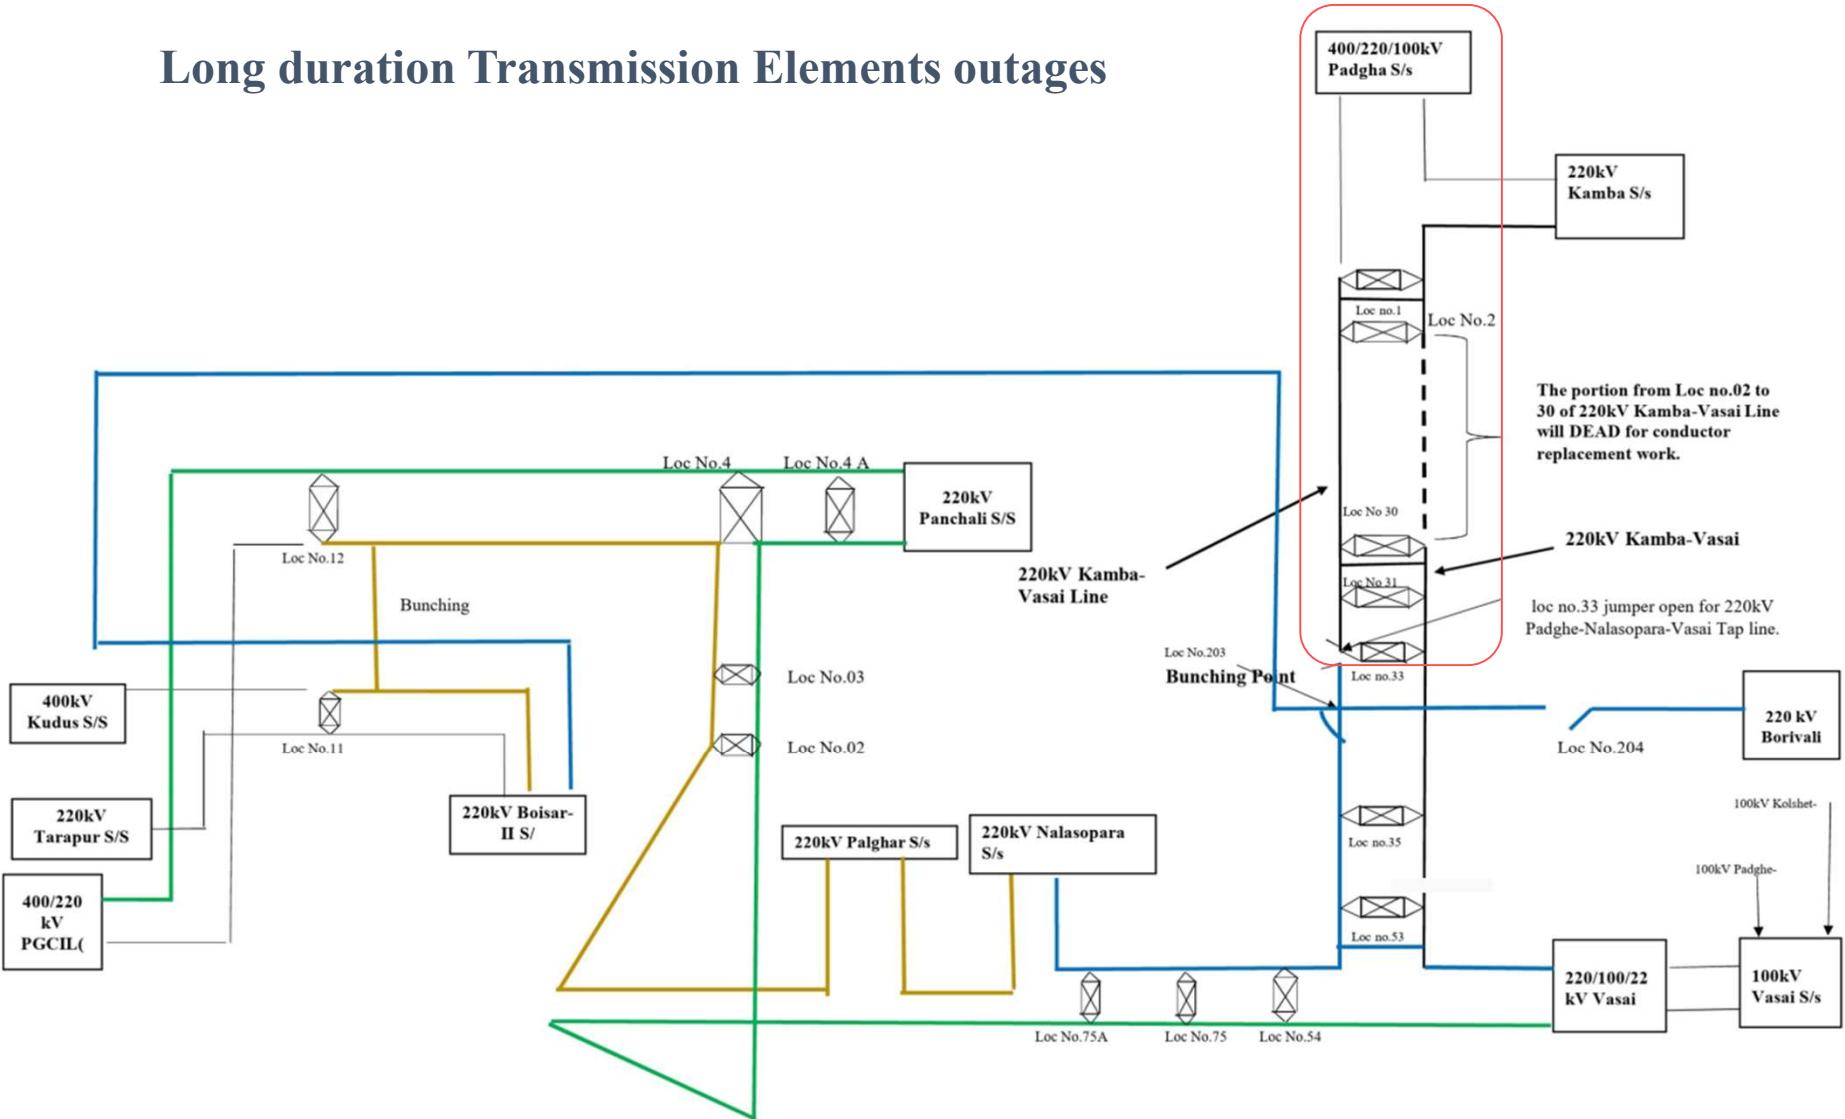 Long duration Transmission Elements outages
400/220/100kV
Padgha S/s
220kV
Kamba S/s
Loc no.1
Loc No.2
The portion from Loc no.02 to
30 of 220kV Kamba-Vasai Line
will DEAD for conductor
replacement work.
Loc No.4
Loc No.4 A
220kV
Panchali S/S
Loc No 30
Loc No.12
220kV Kamba-Vasai
220kV Kamba-
Vasai Line
Loc No 31
Bunching
loc no.33 jumper open for 220kV
Padghe-Nalasopara-Vasai Tap line.
Loc No.203
Bunching Point
Loc no.33
Loc No.03
400kV
Kudus S/S
220 kV
Borivali
Loc No.11
Loc No.02
Loc No.204
220kV
Tarapur S/S
220kV Boisar-
II S/
220kV Palghar S/s
220kV Nalasopara
S/s
Loc no.35
100kV Kolshet-
100kV Padghe-
400/220
kV
PGCIL(
Loc no.53
220/100/22
kV Vasai
100kV
Vasai S/s
Loc No.75A
Loc No.75
Loc No.54